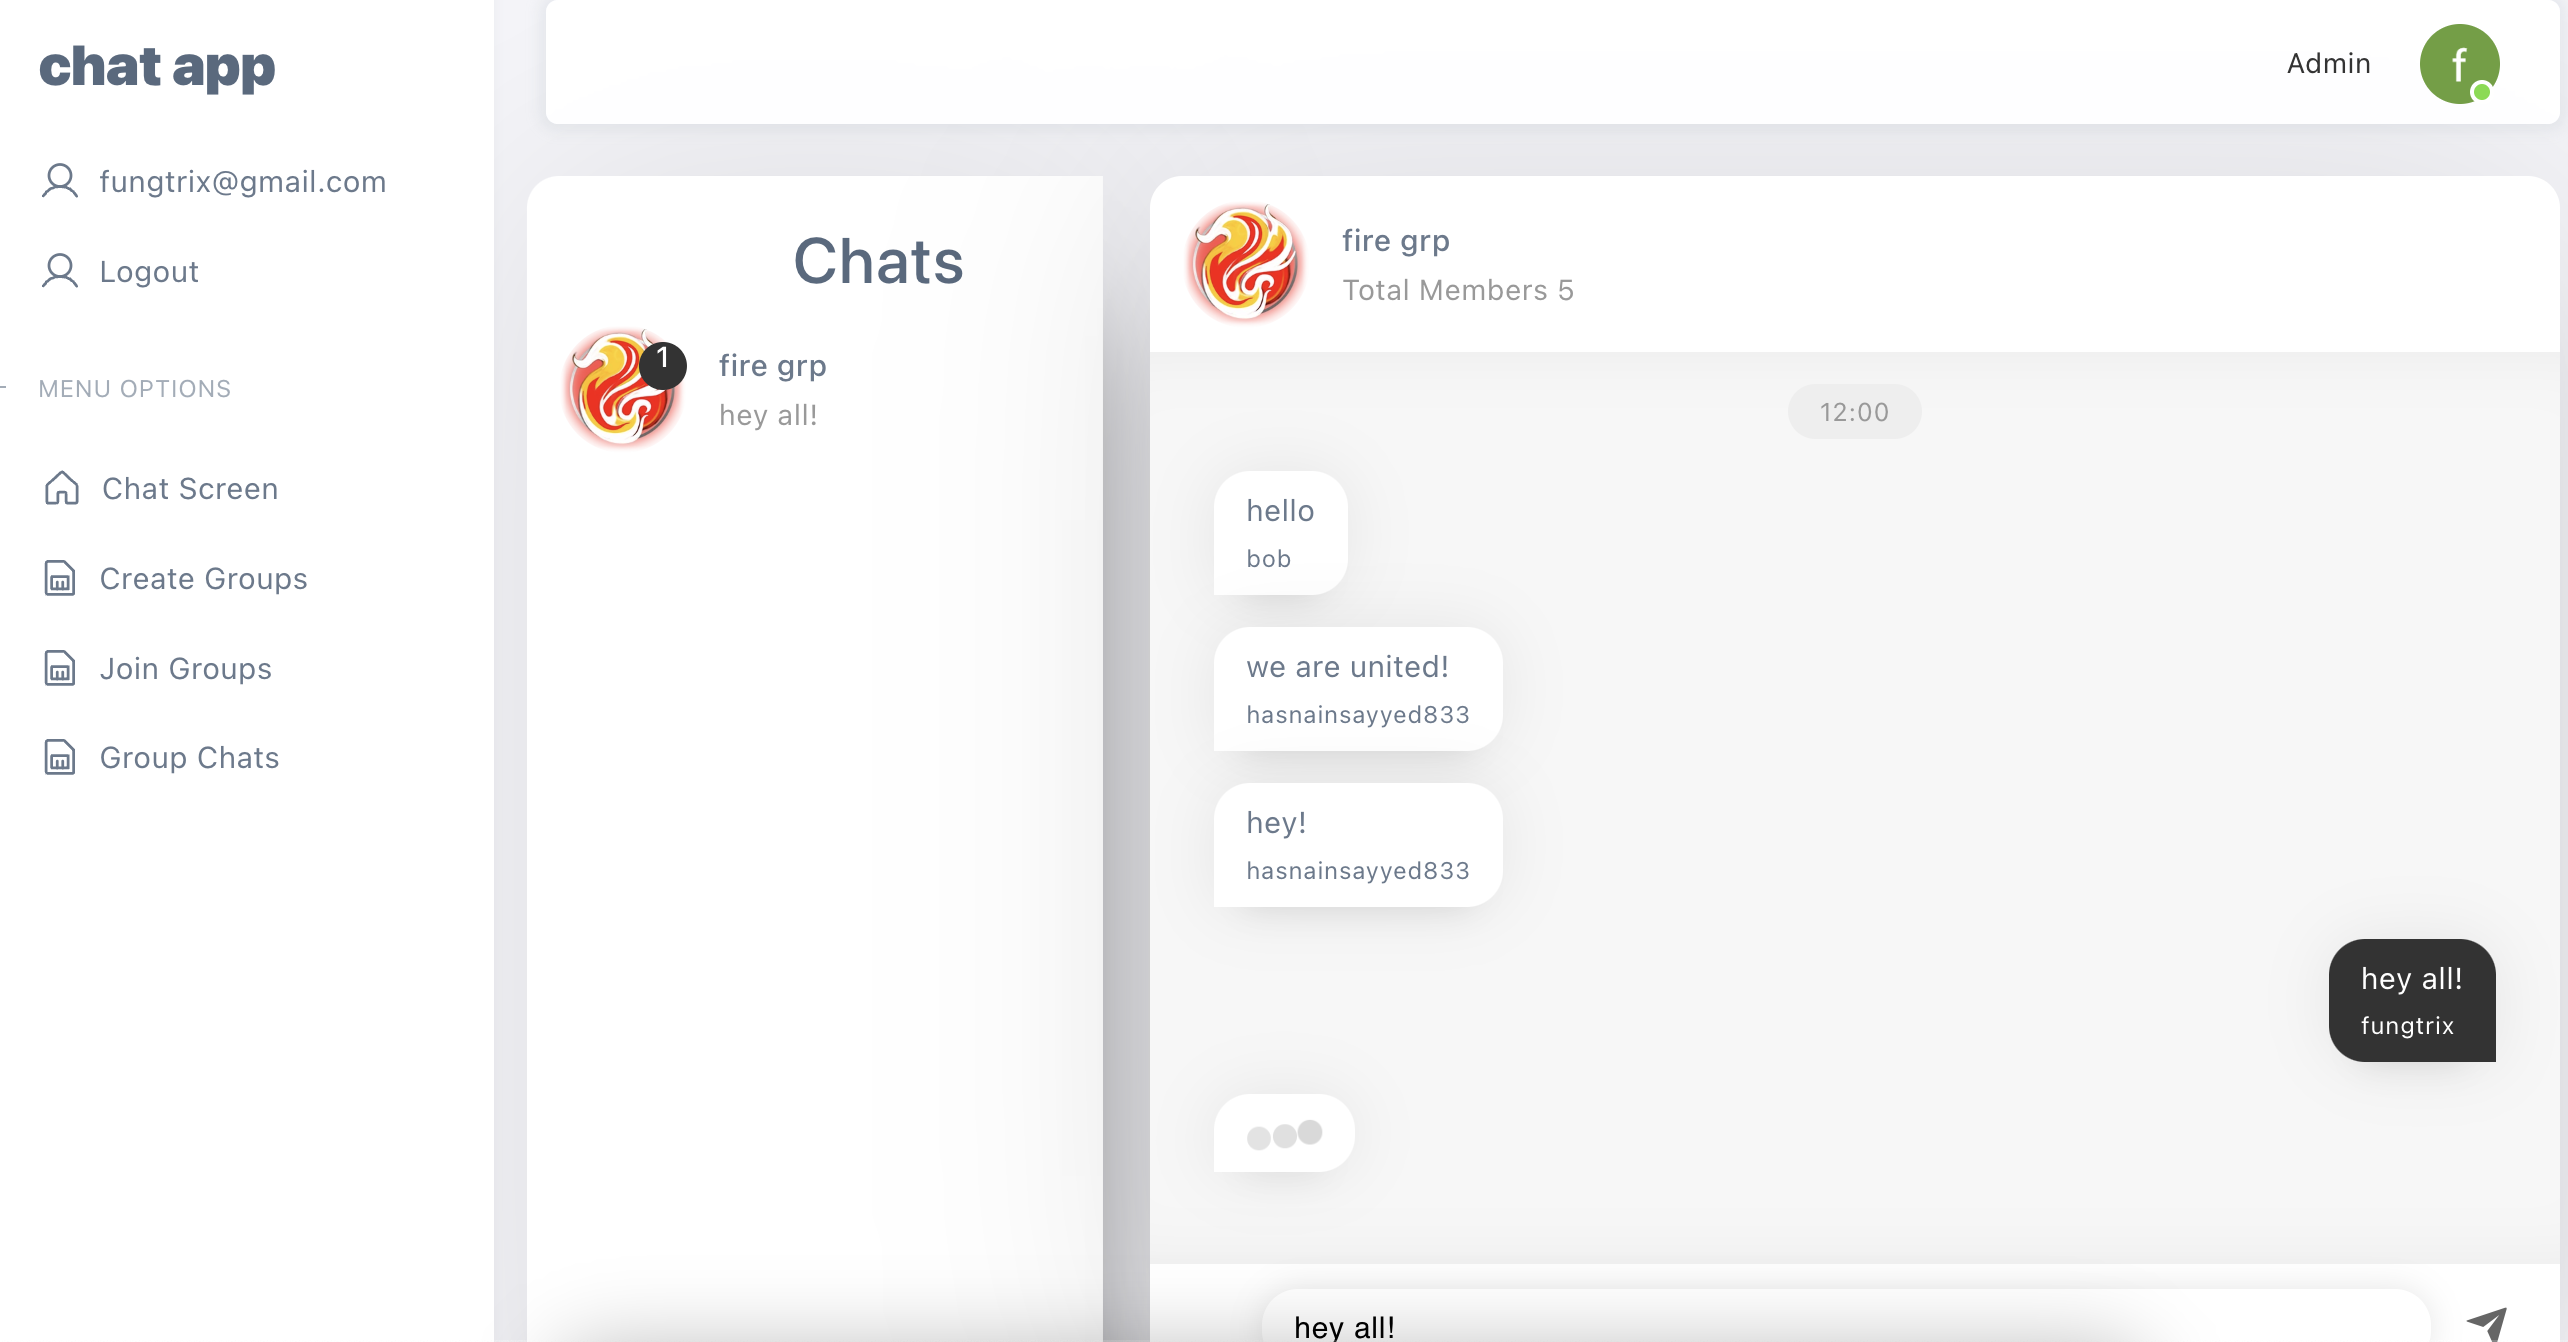 chat app
fungtrix@gmail.com
Logout
MENU OPTIONS
Chat Screen
Create Groups
Join Groups
Group Chats
Admin
f
Chats
1
fire grp
hey all!
fire grp
Total Members 5
12:00
hello
bob
we are united!
hasnainsayyed833
hey!
hasnainsayyed833
hey all!
fungtrix
hey all!